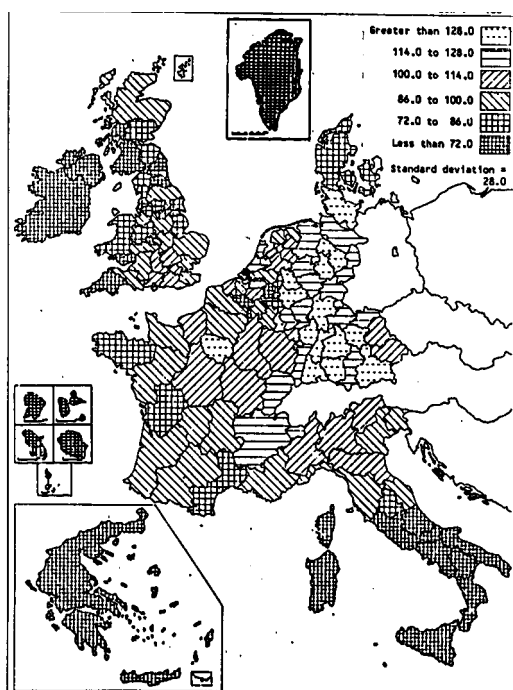 Greater than 128.0
114.0 to 128.0
100.0 to 114.0
86.0 to 100.0
72.0 to 86.0
Less than 72.0
Standard deviation =
28.0